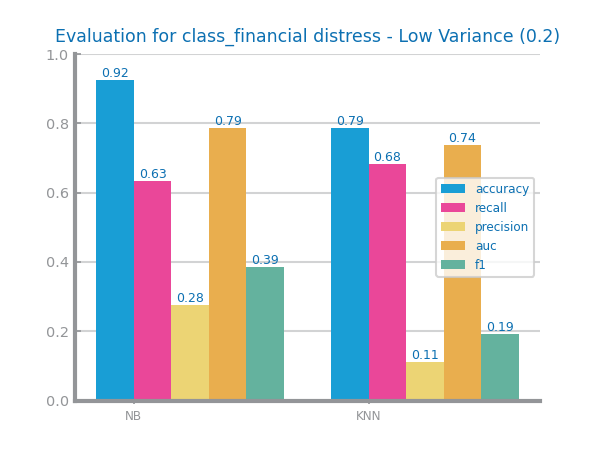 Evaluation for class_financial distress - Low Variance (0.2)
1.0
0.8
0.6
0.4
0.2
0.0
0.92
0.63
0.28
0.79
0.39
0.79
0.68
0.11
0.74
0.19
accuracy
recall
precision
auc
f1
NB
KNN